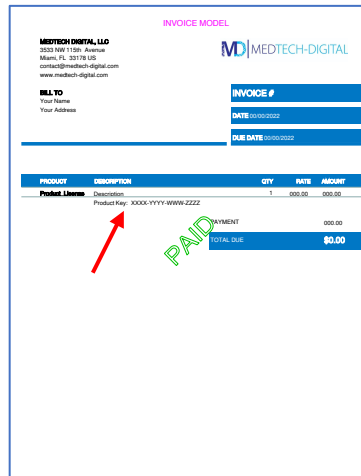 INVOICE MODEL
MEDTECH DIGITAL, LLC
3533 NW 115th Avenue
Miami, FL 33178 US
contact@medtech-digital.com
www.medtech-digital.com
MD MEDTECH-DIGITAL
BILL TO
Your Name
Your Address
INVOICE #
DATE 00/00/2022
DUE DATE 00/00/2022
PRODUCT DESCRIPTION QTY RATE AMOUNT
Product License Description 1 000.00 000.00
Product Key: XXXX-YYYY-WWW-ZZZZ
PAYMENT 000.00
PAID
TOTAL DUE $0.00